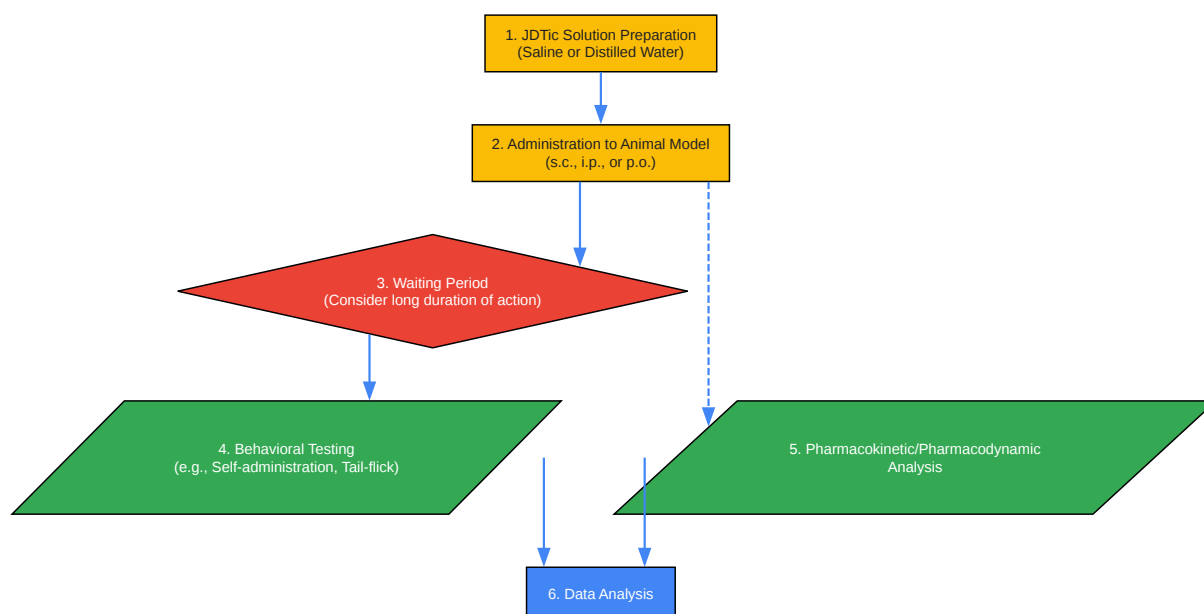 1. JDTic Solution Preparation
(Saline or Distilled Water)
2. Administration to Animal Model
(s.c., i.p., or p.o.)
3. Waiting Period
(Consider long duration of action)
4. Behavioral Testing
(e.g., Self-administration, Tail-flick)
5. Pharmacokinetic/Pharmacodynamic
Analysis
6. Data Analysis